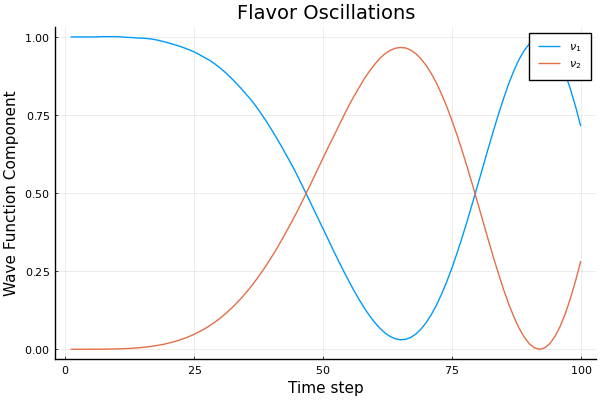 Flavor Oscillations
Wave Function Component
1.00
0.75
0.50
0.25
0.00
ν₁
ν₂
0 25 50 75 100
Time step